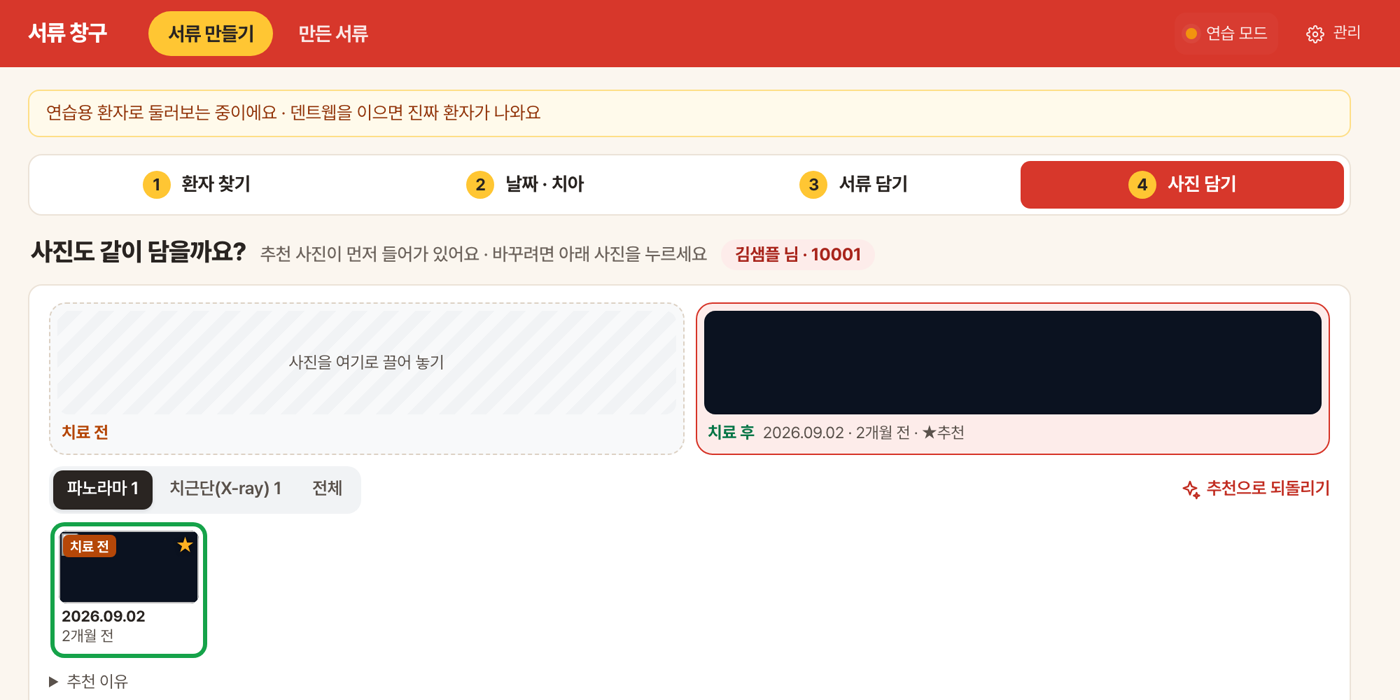 서류 창구
서류 만들기
만든 서류
연습 모드
관리
연습용 환자로 둘러보는 중이에요 · 덴트웹을 이으면 진짜 환자가 나와요
1 환자 찾기
2 날짜 · 치아
3 서류 담기
4 사진 담기
사진도 같이 담을까요? 추천 사진이 먼저 들어가 있어요 · 바꾸려면 아래 사진을 누르세요 김샘플 님 · 10001
사진을 여기로 끌어 놓기
치료 전
치료 후 2026.09.02 · 2개월 전 · ★추천
파노라마 1
치근단(X-ray) 1
전체
추천으로 되돌리기
치료 전
2026.09.02
2개월 전
추천 이유